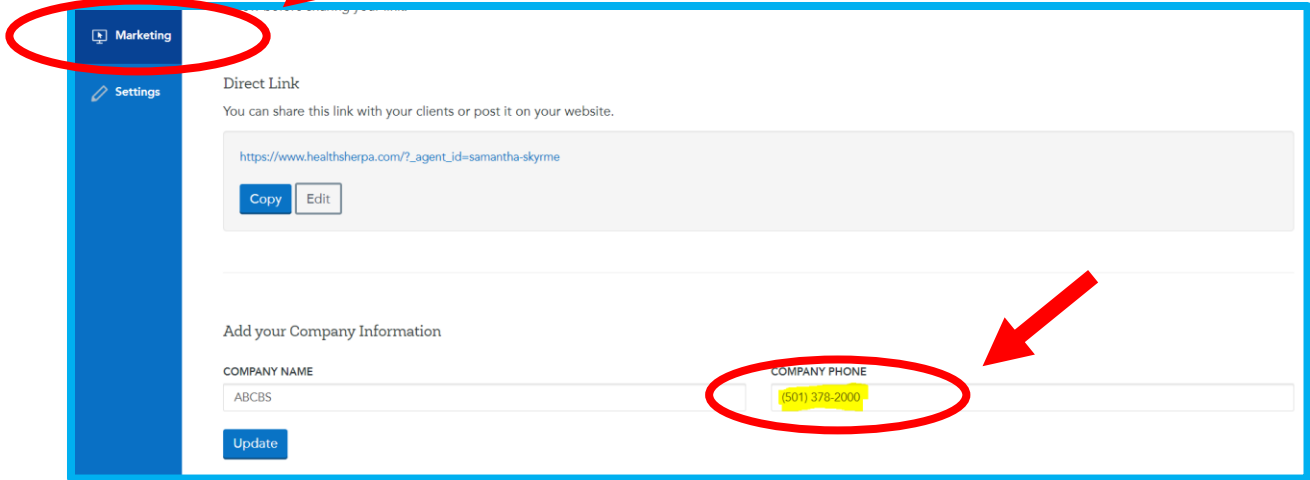 Marketing
Settings
Direct Link
You can share this link with your clients or post it on your website.
https://www.healthsherpa.com/?_agent_id=samantha-skyrme
Copy Edit
Add your Company Information
COMPANY NAME COMPANY PHONE
ABCBS (501) 378-2000
Update